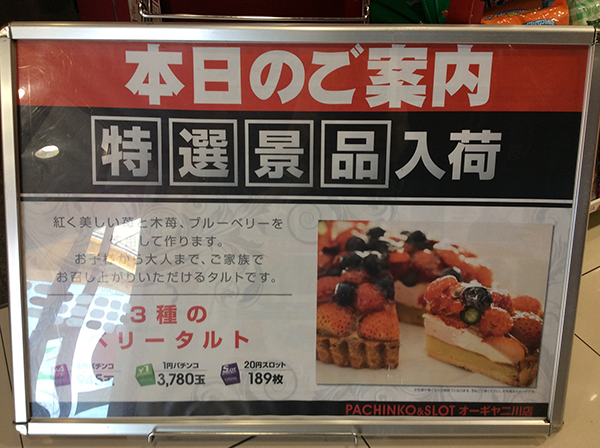 本日のご案内
特選景品入荷
紅く美しい苺と木苺、ブルーベリーを
して作ります。
お子様から大人まで、ご家族で
お召し上がりいただけるタルトです。
3種の
ベリータルト
1円パチンコ
3,780玉
20円スロット
189枚
PACHINKO&SLOT オーギヤ二川店